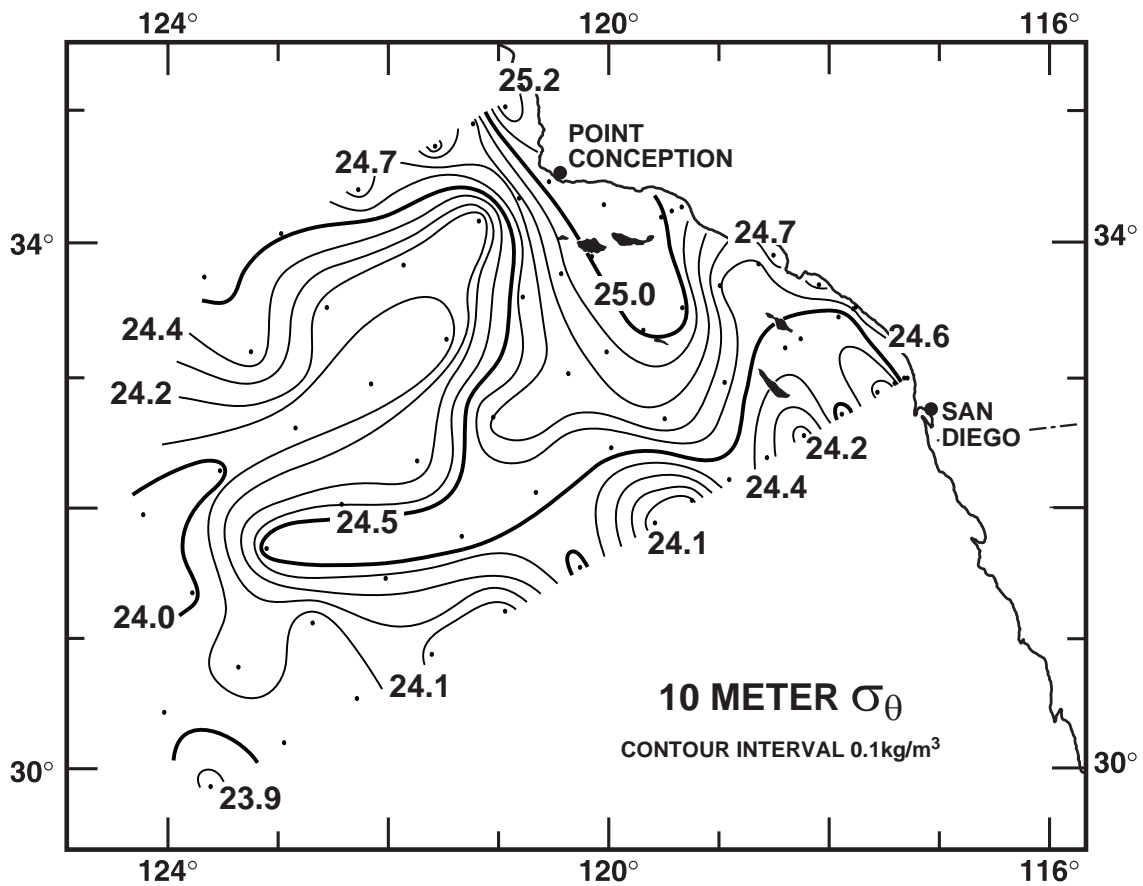 124° 120° 116°
25.2
POINT
CONCEPTION
24.7
34° 24.7 34°
25.0
24.4
24.6
24.2
SAN
DIEGO
24.2
24.4
24.5
24.1
24.0
24.1
10 METER σθ
CONTOUR INTERVAL 0.1kg/m³
30° 30°
23.9
124° 120° 116°